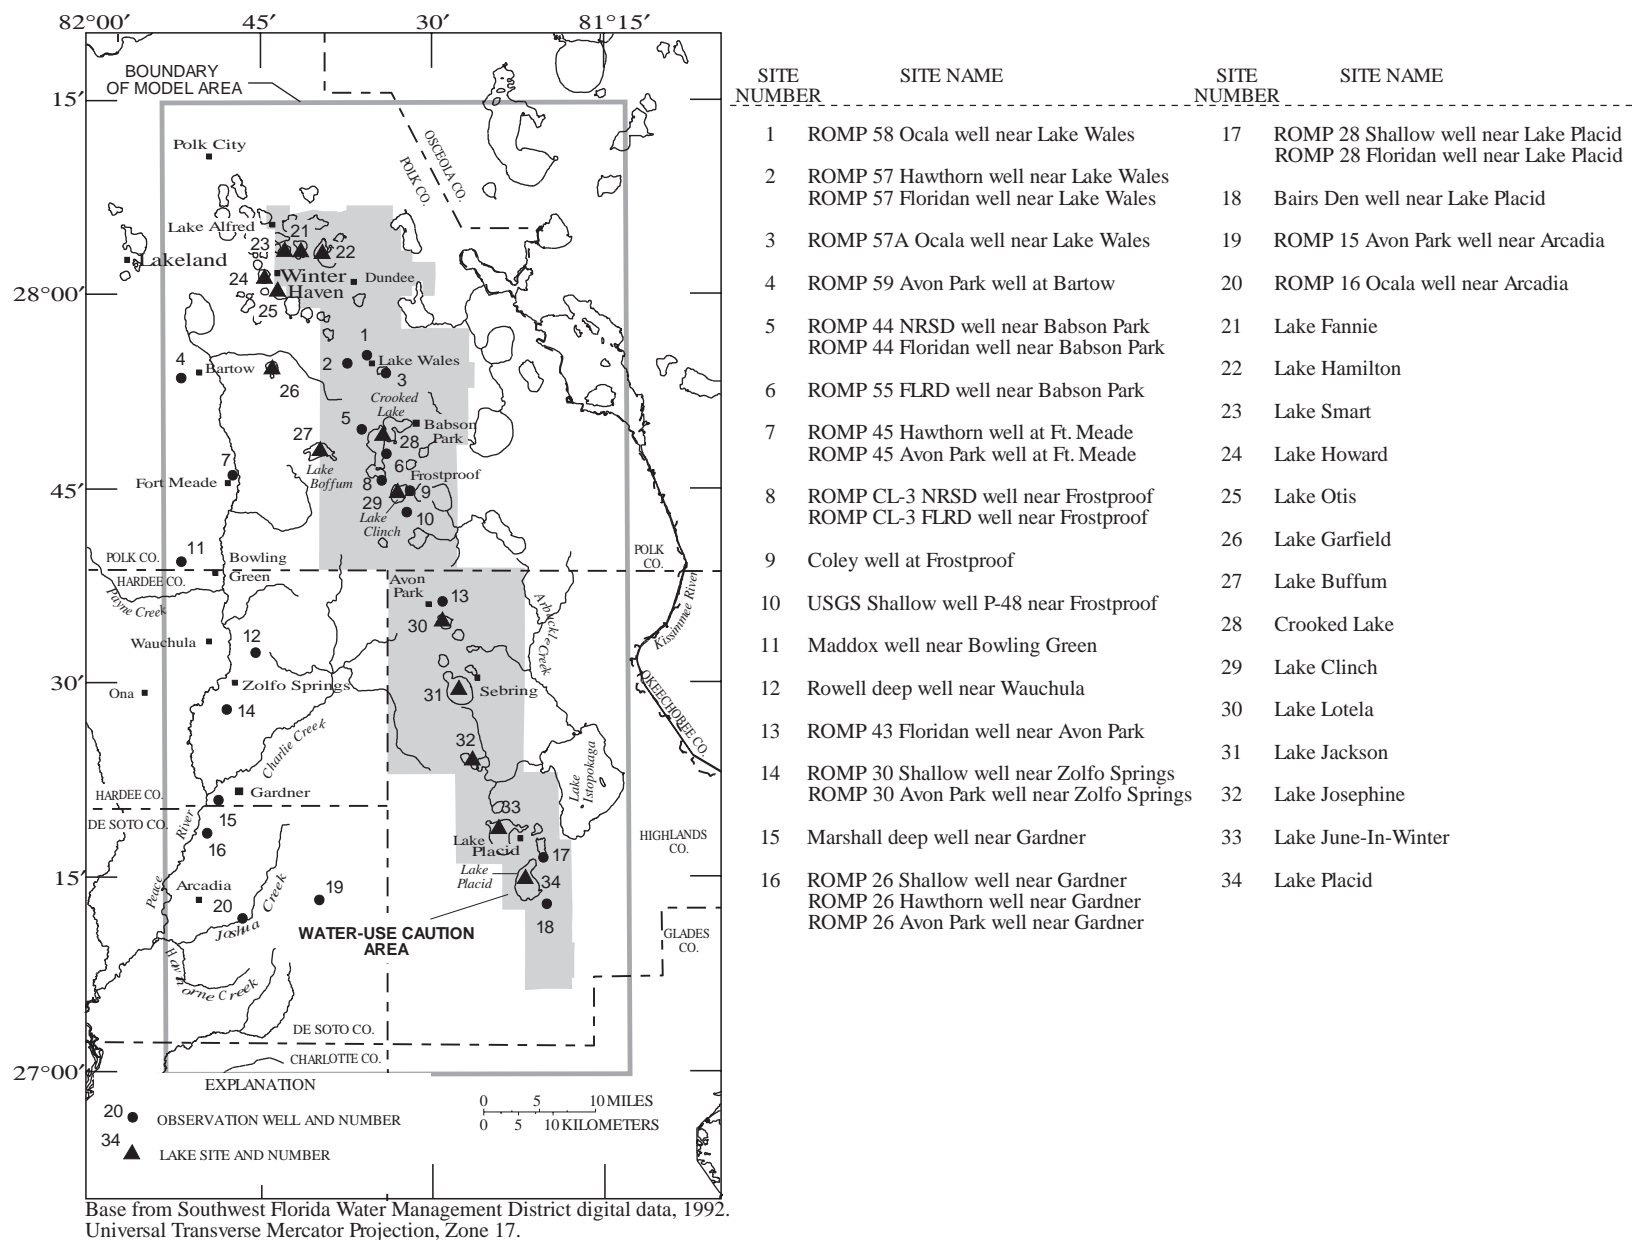 82°00′ 45′ 30′ 81°15′
BOUNDARY
OF MODEL AREA
15′
Polk City
OSCEOLA CO.
POLK CO.
Lake Alfred
21
23
22
Lakeland
24
Winter
Haven
Dundee
28°00′
25
1
4
2
Lake Wales
Bartow
3
26
Crooked
Lake
5
Babson
Park
27
28
7
Lake
Boffum
6
Frostproof
Fort Meade
8
45′
9
29
Lake
Clinch
10
11
POLK CO.
Bowling
Green
POLK
CO.
HARDEE CO.
Avon
Park
Payne Creek
13
Arbuckle Creek
Kissimmee River
30
Wauchula
12
30′
Ona
Zolfo Springs
31
Sebring
OKEECHOBEE CO.
14
Charlie Creek
32
Lake
Istopokaga
HARDEE CO.
Gardner
33
DE SOTO CO.
River
15
HIGHLANDS
CO.
16
Lake
Placid
17
15′
Peace
Arcadia
Creek
19
Lake
Placid
34
20
Joshua
18
WATER-USE CAUTION
AREA
GLADES
CO.
Hawthorne Creek
DE SOTO CO.
CHARLOTTE CO.
27°00′
EXPLANATION
20 OBSERVATION WELL AND NUMBER
34 LAKE SITE AND NUMBER
0 5 10 MILES
0 5 10 KILOMETERS
Base from Southwest Florida Water Management District digital data, 1992.
Universal Transverse Mercator Projection, Zone 17.
SITE SITE NAME
NUMBER
1 ROMP 58 Ocala well near Lake Wales
2 ROMP 57 Hawthorn well near Lake Wales
ROMP 57 Floridan well near Lake Wales
3 ROMP 57A Ocala well near Lake Wales
4 ROMP 59 Avon Park well at Bartow
5 ROMP 44 NRSD well near Babson Park
ROMP 44 Floridan well near Babson Park
6 ROMP 55 FLRD well near Babson Park
7 ROMP 45 Hawthorn well at Ft. Meade
ROMP 45 Avon Park well at Ft. Meade
8 ROMP CL-3 NRSD well near Frostproof
ROMP CL-3 FLRD well near Frostproof
9 Coley well at Frostproof
10 USGS Shallow well P-48 near Frostproof
11 Maddox well near Bowling Green
12 Rowell deep well near Wauchula
13 ROMP 43 Floridan well near Avon Park
14 ROMP 30 Shallow well near Zolfo Springs
ROMP 30 Avon Park well near Zolfo Springs
15 Marshall deep well near Gardner
16 ROMP 26 Shallow well near Gardner
ROMP 26 Hawthorn well near Gardner
ROMP 26 Avon Park well near Gardner
SITE SITE NAME
NUMBER
17 ROMP 28 Shallow well near Lake Placid
ROMP 28 Floridan well near Lake Placid
18 Bairs Den well near Lake Placid
19 ROMP 15 Avon Park well near Arcadia
20 ROMP 16 Ocala well near Arcadia
21 Lake Fannie
22 Lake Hamilton
23 Lake Smart
24 Lake Howard
25 Lake Otis
26 Lake Garfield
27 Lake Buffum
28 Crooked Lake
29 Lake Clinch
30 Lake Lotela
31 Lake Jackson
32 Lake Josephine
33 Lake June-In-Winter
34 Lake Placid